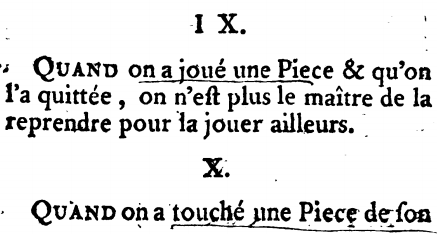 I X.
QUAND on a joué une Piece & qu'on
l'a quittée, on n'eſt plus le maître de la
reprendre pour la jouer ailleurs.
X.
QUAND on a touché une Piece de ſon